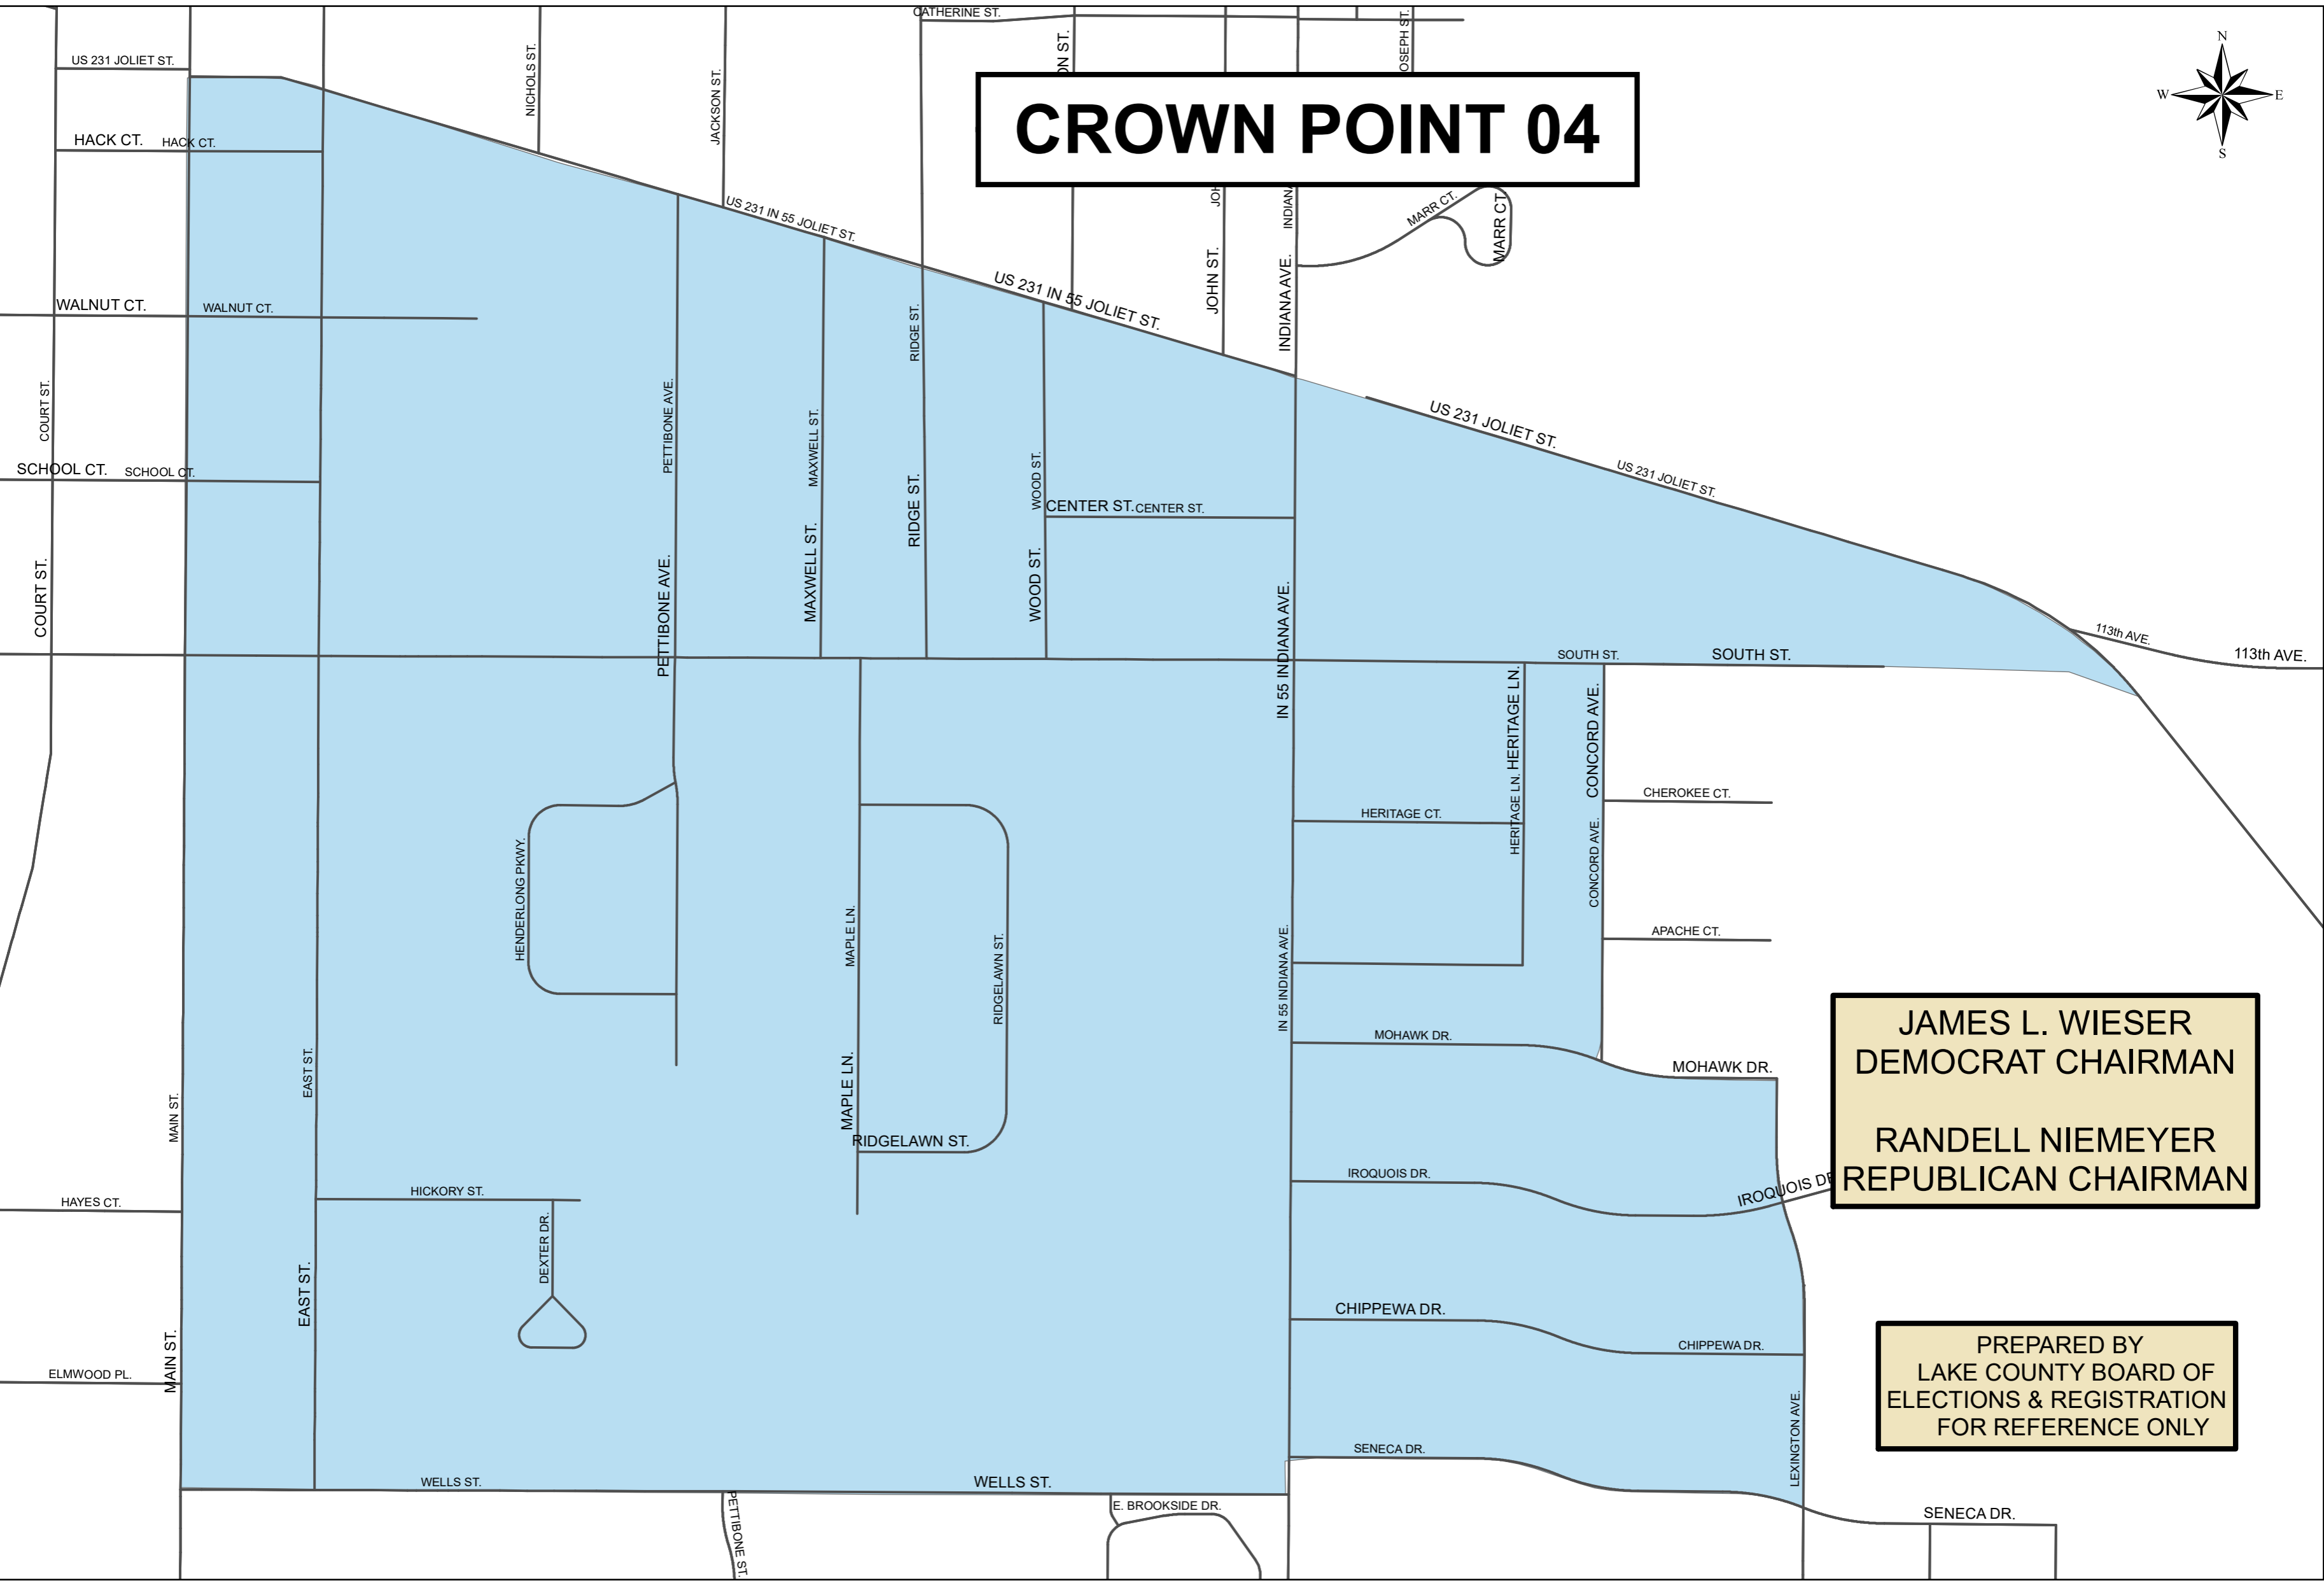 CATHERINE ST.
US 231 JOLIET ST.
NICHOLS ST.
JACKSON ST.
ON ST.
OSEPH ST.
N
W
E
S
CROWN POINT 04
HACK CT.
HACK CT.
US 231 IN 55 JOLIET ST.
JOH
INDIANA
MARR CT.
MARR CT
WALNUT CT.
WALNUT CT.
US 231 IN 55 JOLIET ST.
JOHN ST.
INDIANA AVE.
RIDGE ST.
COURT ST.
PETTIBONE AVE.
MAXWELL ST.
US 231 JOLIET ST.
US 231 JOLIET ST.
SCHOOL CT.
SCHOOL CT.
RIDGE ST.
WOOD ST.
CENTER ST.
CENTER ST.
COURT ST.
PETTIBONE AVE.
MAXWELL ST.
WOOD ST.
IN 55 INDIANA AVE.
SOUTH ST.
SOUTH ST.
113th AVE.
113th AVE.
HERITAGE LN.
CONCORD AVE.
CHEROKEE CT.
HERITAGE CT.
HERITAGE LN.
CONCORD AVE.
HENDERLONG PKWY.
MAPLE LN.
RIDGELAWN ST.
IN 55 INDIANA AVE.
APACHE CT.
MOHAWK DR.
MOHAWK DR.
JAMES L. WIESER
DEMOCRAT CHAIRMAN
RANDELL NIEMEYER
REPUBLICAN CHAIRMAN
MAIN ST.
EAST ST.
MAPLE LN.
RIDGELAWN ST.
IROQUOIS DR.
IROQUOIS DR
HAYES CT.
HICKORY ST.
DEXTER DR.
EAST ST.
CHIPPEWA DR.
CHIPPEWA DR.
MAIN ST.
ELMWOOD PL.
PREPARED BY
LAKE COUNTY BOARD OF
ELECTIONS & REGISTRATION
FOR REFERENCE ONLY
LEXINGTON AVE.
SENECA DR.
WELLS ST.
WELLS ST.
PETTIBONE ST.
E. BROOKSIDE DR.
SENECA DR.